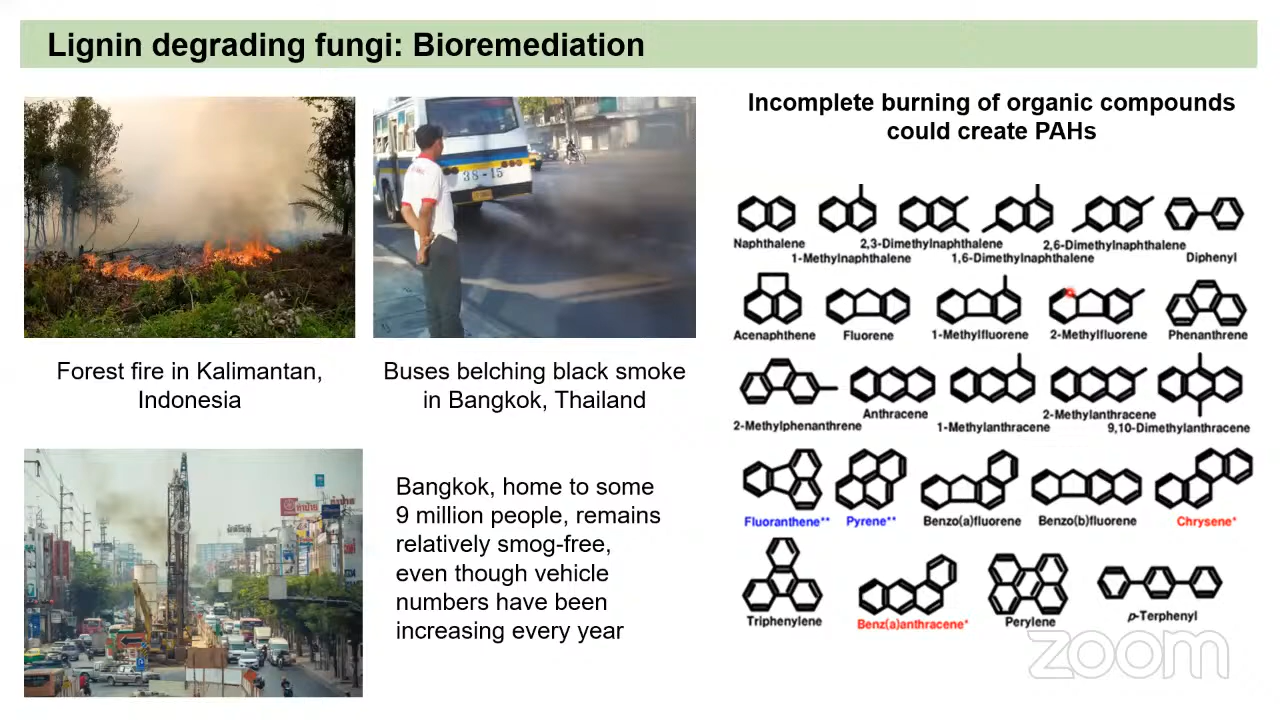 Lignin degrading fungi: Bioremediation
38-15
Forest fire in Kalimantan,
Indonesia
Buses belching black smoke
in Bangkok, Thailand
Bangkok, home to some
9 million people, remains
relatively smog-free,
even though vehicle
numbers have been
increasing every year
Incomplete burning of organic compounds
could create PAHs
Naphthalene
1-Methylnaphthalene
2,3-Dimethylnaphthalene
1,6-Dimethylnaphthalene
2,6-Dimethylnaphthalene
Diphenyl
Acenaphthene
Fluorene
1-Methylfluorene
2-Methylfluorene
Phenanthrene
2-Methylphenanthrene
Anthracene
1-Methylanthracene
2-Methylanthracene
9,10-Dimethylanthracene
Fluoranthene**
Pyrene**
Benzo(a)fluorene
Benzo(b)fluorene
Chrysene*
Triphenylene
Benz(a)anthracene*
Perylene
p-Terphenyl
zoom